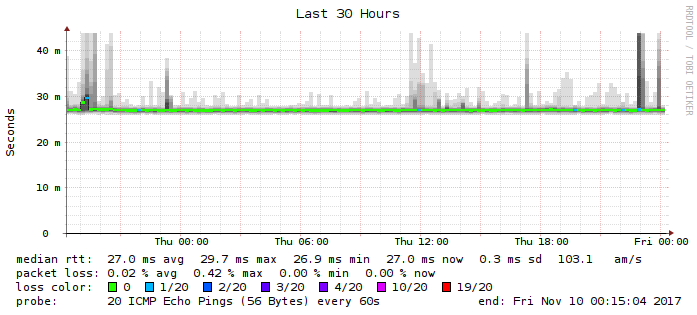 Last 30 Hours
RRDTOOL / TOBI OETIKER
Seconds
40 m
30 m
20 m
10 m
0
Thu 00:00 Thu 06:00 Thu 12:00 Thu 18:00 Fri 00:00
median rtt: 27.0 ms avg 29.7 ms max 26.9 ms min 27.0 ms now 0.3 ms sd 103.1 am/s
packet loss: 0.02 % avg 0.42 % max 0.00 % min 0.00 % now
loss color: 0 1/20 2/20 3/20 4/20 10/20 19/20
probe: 20 ICMP Echo Pings (56 Bytes) every 60s end: Fri Nov 10 00:15:04 2017